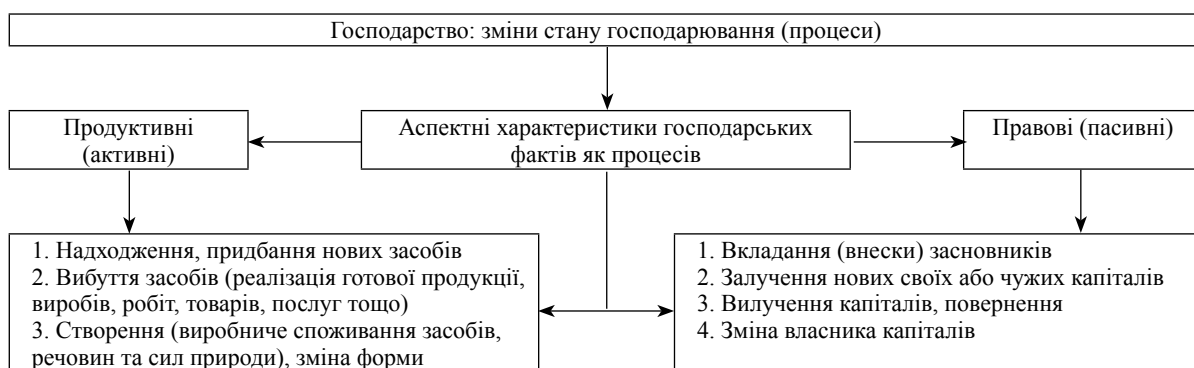 Господарство: зміни стану господарювання (процеси)
Продуктивні
(активні)
Аспектні характеристики господарських
фактів як процесів
Правові (пасивні)
1. Надходження, придбання нових засобів
2. Вибуття засобів (реалізація готової продукції,
виробів, робіт, товарів, послуг тощо)
3. Створення (виробниче споживання засобів,
речовин та сил природи), зміна форми
1. Вкладання (внески) засновників
2. Залучення нових своїх або чужих капіталів
3. Вилучення капіталів, повернення
4. Зміна власника капіталів